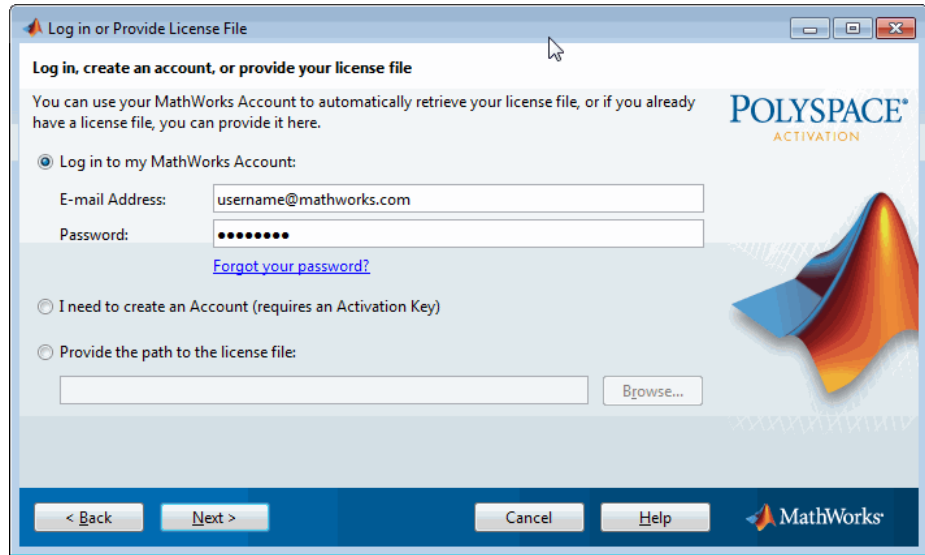 Log in or Provide License File
Log in, create an account, or provide your license file
You can use your MathWorks Account to automatically retrieve your license file, or if you already
have a license file, you can provide it here.
POLYSPACE®
ACTIVATION
Log in to my MathWorks Account:
E-mail Address: username@mathworks.com
Password: ●●●●●●●●
Forgot your password?
I need to create an Account (requires an Activation Key)
Provide the path to the license file:
Browse...
< Back Next > Cancel Help MathWorks®